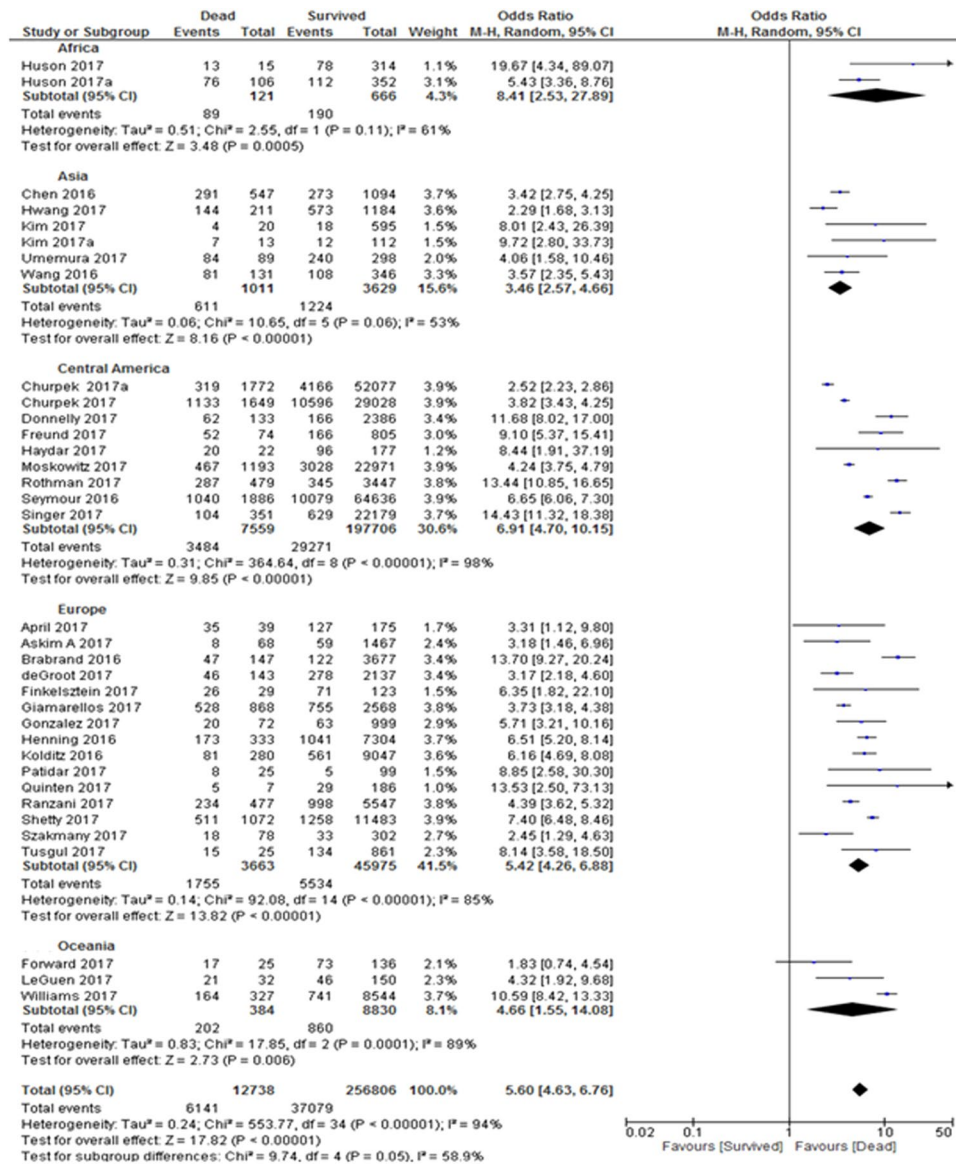 Dead Survived Odds Ratio Odds Ratio
Study or Subgroup Events Total Events Total Weight M-H, Random, 95% CI M-H, Random, 95% CI
Africa
Huson 2017 13 15 78 314 1.1% 19.67 [4.34, 89.07]
Huson 2017a 76 106 112 352 3.1% 5.43 [3.36, 8.76]
Subtotal (95% CI) 121 666 4.3% 8.41 [2.53, 27.89]
Total events 89 190
Heterogeneity: Tau² = 0.51; Chi² = 2.55, df = 1 (P = 0.11); I² = 61%
Test for overall effect: Z = 3.48 (P = 0.0005)
Asia
Chen 2016 291 547 273 1094 3.7% 3.42 [2.75, 4.25]
Hwang 2017 144 211 573 1184 3.6% 2.29 [1.68, 3.13]
Kim 2017 4 20 18 595 1.5% 8.01 [2.43, 26.39]
Kim 2017a 7 13 12 112 1.4% 9.72 [2.80, 33.73]
Umemura 2017 84 89 240 298 2.0% 4.06 [1.58, 10.46]
Wang 2016 81 131 108 346 3.3% 3.57 [2.35, 5.43]
Subtotal (95% CI) 1011 3629 15.6% 3.46 [2.57, 4.66]
Total events 611 1224
Heterogeneity: Tau² = 0.06; Chi² = 10.65, df = 5 (P = 0.06); I² = 53%
Test for overall effect: Z = 8.16 (P < 0.00001)
Central America
Churpek 2017a 319 1772 4166 52077 3.9% 2.52 [2.23, 2.86]
Churpek 2017 1133 1649 10596 29028 3.9% 3.82 [3.43, 4.25]
Donnelly 2017 62 133 166 2386 3.4% 11.68 [8.02, 17.00]
Freund 2017 52 74 166 805 3.0% 9.10 [5.37, 15.41]
Haydar 2017 20 22 96 177 1.2% 8.44 [1.91, 37.19]
Moskowitz 2017 467 1193 3028 22971 3.9% 4.24 [3.75, 4.79]
Rothman 2017 287 479 345 3447 3.7% 13.44 [10.85, 16.65]
Seymour 2016 1040 1886 10079 64636 3.9% 6.65 [6.06, 7.30]
Singer 2017 104 351 629 22179 3.7% 14.43 [11.32, 18.38]
Subtotal (95% CI) 7559 197706 30.6% 6.91 [4.70, 10.15]
Total events 3484 29271
Heterogeneity: Tau² = 0.31; Chi² = 364.64, df = 8 (P < 0.00001); I² = 98%
Test for overall effect: Z = 9.85 (P < 0.00001)
Europe
April 2017 35 39 127 175 1.7% 3.31 [1.12, 9.80]
Askim A 2017 8 68 59 1467 2.4% 3.18 [1.46, 6.96]
Brabrand 2016 47 147 122 3677 3.4% 13.70 [9.27, 20.24]
deGroot 2017 46 143 278 2137 3.4% 3.17 [2.18, 4.60]
Finkelsztein 2017 26 29 71 123 1.4% 6.35 [1.82, 22.10]
Giamarellos 2017 528 868 755 2568 3.8% 3.73 [3.18, 4.38]
Gonzalez 2017 20 72 63 999 2.9% 5.71 [3.21, 10.16]
Henning 2016 173 333 1041 7304 3.7% 6.51 [5.20, 8.14]
Kolditz 2016 81 280 561 9047 3.6% 6.16 [4.69, 8.08]
Patidar 2017 8 25 5 99 1.5% 8.85 [2.58, 30.30]
Quinten 2017 5 7 29 186 1.0% 13.53 [2.50, 73.13]
Ranzani 2017 234 477 998 5547 3.8% 4.39 [3.62, 5.32]
Shetty 2017 511 1072 1258 11483 3.8% 7.40 [6.48, 8.46]
Szakmany 2017 18 78 33 302 2.7% 2.45 [1.29, 4.63]
Tusgul 2017 15 25 134 861 2.3% 8.14 [3.58, 18.50]
Subtotal (95% CI) 3663 45975 41.5% 5.42 [4.26, 6.88]
Total events 1755 5534
Heterogeneity: Tau² = 0.14; Chi² = 92.08, df = 14 (P < 0.00001); I² = 85%
Test for overall effect: Z = 13.82 (P < 0.00001)
Oceania
Forward 2017 17 25 73 136 2.1% 1.83 [0.74, 4.54]
LeGuen 2017 21 32 46 150 2.4% 4.32 [1.92, 9.68]
Williams 2017 164 327 741 8544 3.7% 10.59 [8.42, 13.33]
Subtotal (95% CI) 384 8830 8.1% 4.66 [1.55, 14.08]
Total events 202 860
Heterogeneity: Tau² = 0.83; Chi² = 17.85, df = 2 (P = 0.0001); I² = 89%
Test for overall effect: Z = 2.73 (P = 0.006)
Total (95% CI) 12738 256806 100.0% 5.60 [4.63, 6.76]
Total events 6141 37079
Heterogeneity: Tau² = 0.24; Chi² = 553.77, df = 34 (P < 0.00001); I² = 94%
Test for overall effect: Z = 17.82 (P < 0.00001)
Test for subgroup differences: Chi² = 9.74, df = 4 (P = 0.05), I² = 58.9%
0.02 0.1 1 10 50
Favours [Survived] Favours [Dead]